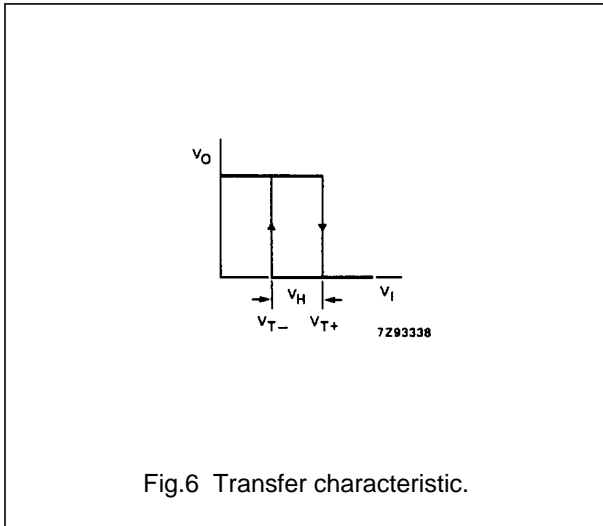 VO
VH
VI
VT−
VT+
7Z93338
Fig.6 Transfer characteristic.